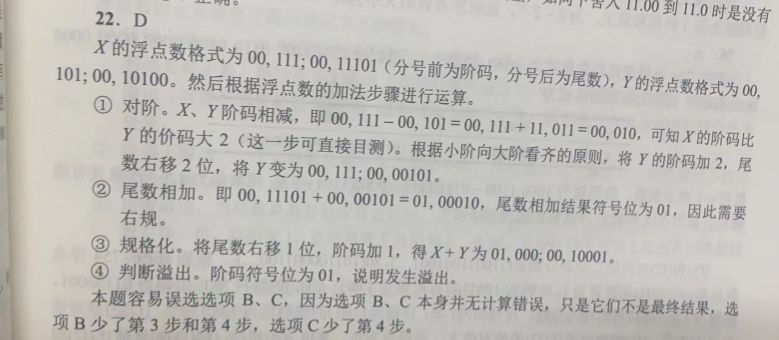 11.00 到 11.0 时是没有
22. D
X 的浮点数格式为 00, 111; 00, 11101（分号前为阶码，分号后为尾数），Y 的浮点数格式为 00,
101; 00, 10100。然后根据浮点数的加法步骤进行运算。
① 对阶。X、Y 阶码相减，即 00, 111 − 00, 101 = 00, 111 + 11, 011 = 00, 010，可知 X 的阶码比
Y 的价码大 2（这一步可直接目测）。根据小阶向大阶看齐的原则，将 Y 的阶码加 2，尾
数右移 2 位，将 Y 变为 00, 111; 00, 00101。
② 尾数相加。即 00, 11101 + 00, 00101 = 01, 00010，尾数相加结果符号位为 01，因此需要
右规。
③ 规格化。将尾数右移 1 位，阶码加 1，得 X + Y 为 01, 000; 00, 10001。
④ 判断溢出。阶码符号位为 01，说明发生溢出。
本题容易误选选项 B、C，因为选项 B、C 本身并无计算错误，只是它们不是最终结果，选
项 B 少了第 3 步和第 4 步，选项 C 少了第 4 步。